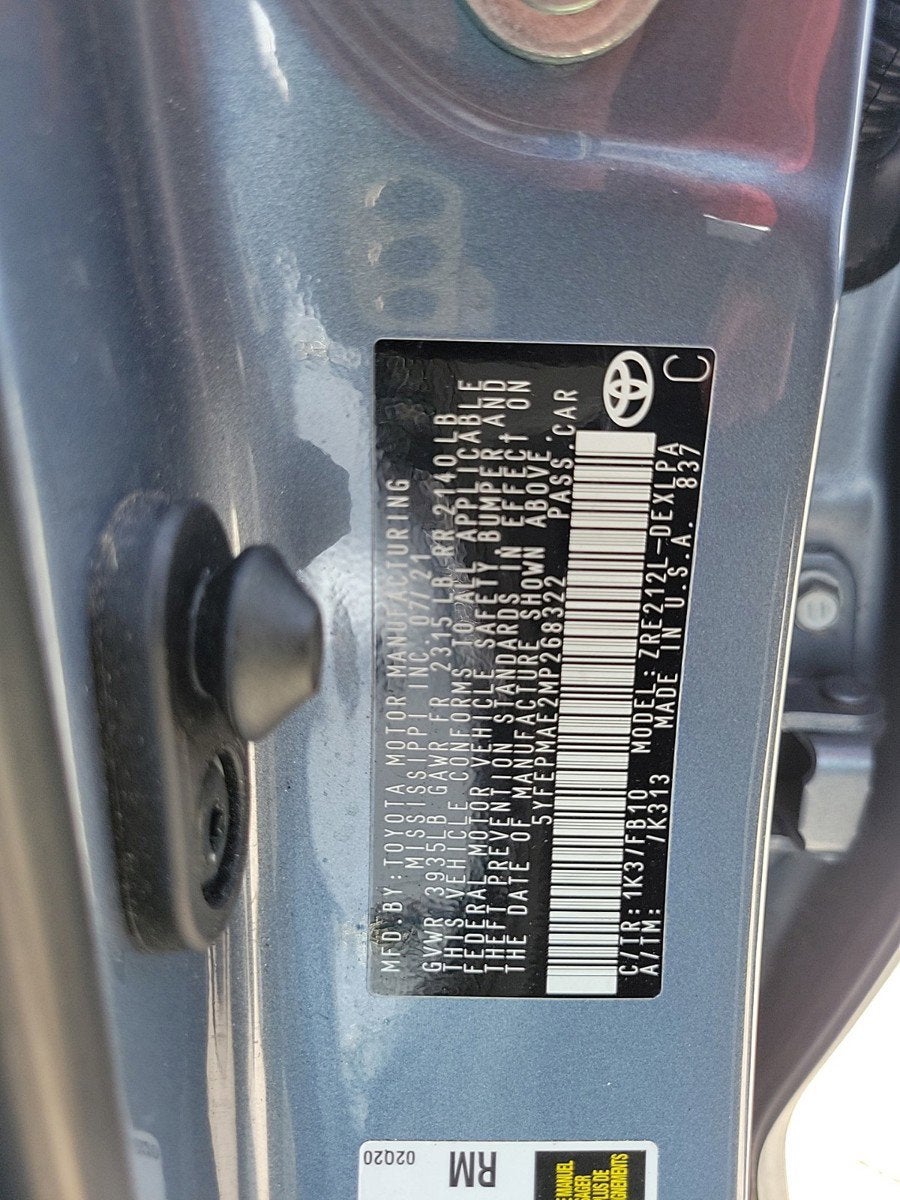 MFD.BY:TOYOTA MOTOR MANUFACTURING
MISSISSIPPI INC.07/21
GVWR 3935LB GAWR FR 2315LB RR 2140LB
THIS VEHICLE CONFORMS TO ALL APPLICABLE
FEDERAL MOTOR VEHICLE SAFETY, BUMPER AND
THEFT PREVENTION STANDARDS IN EFFECT ON
THE DATE OF MANUFACTURE SHOWN ABOVE.
5YFEPMAE2MP268322 PASS.CAR
C/TR:1K3/FB10 MODEL:ZRE212L-DEXLPA
A/TM: /K313 MADE IN U.S.A. 837
C
02Q20
RM
MANUEL